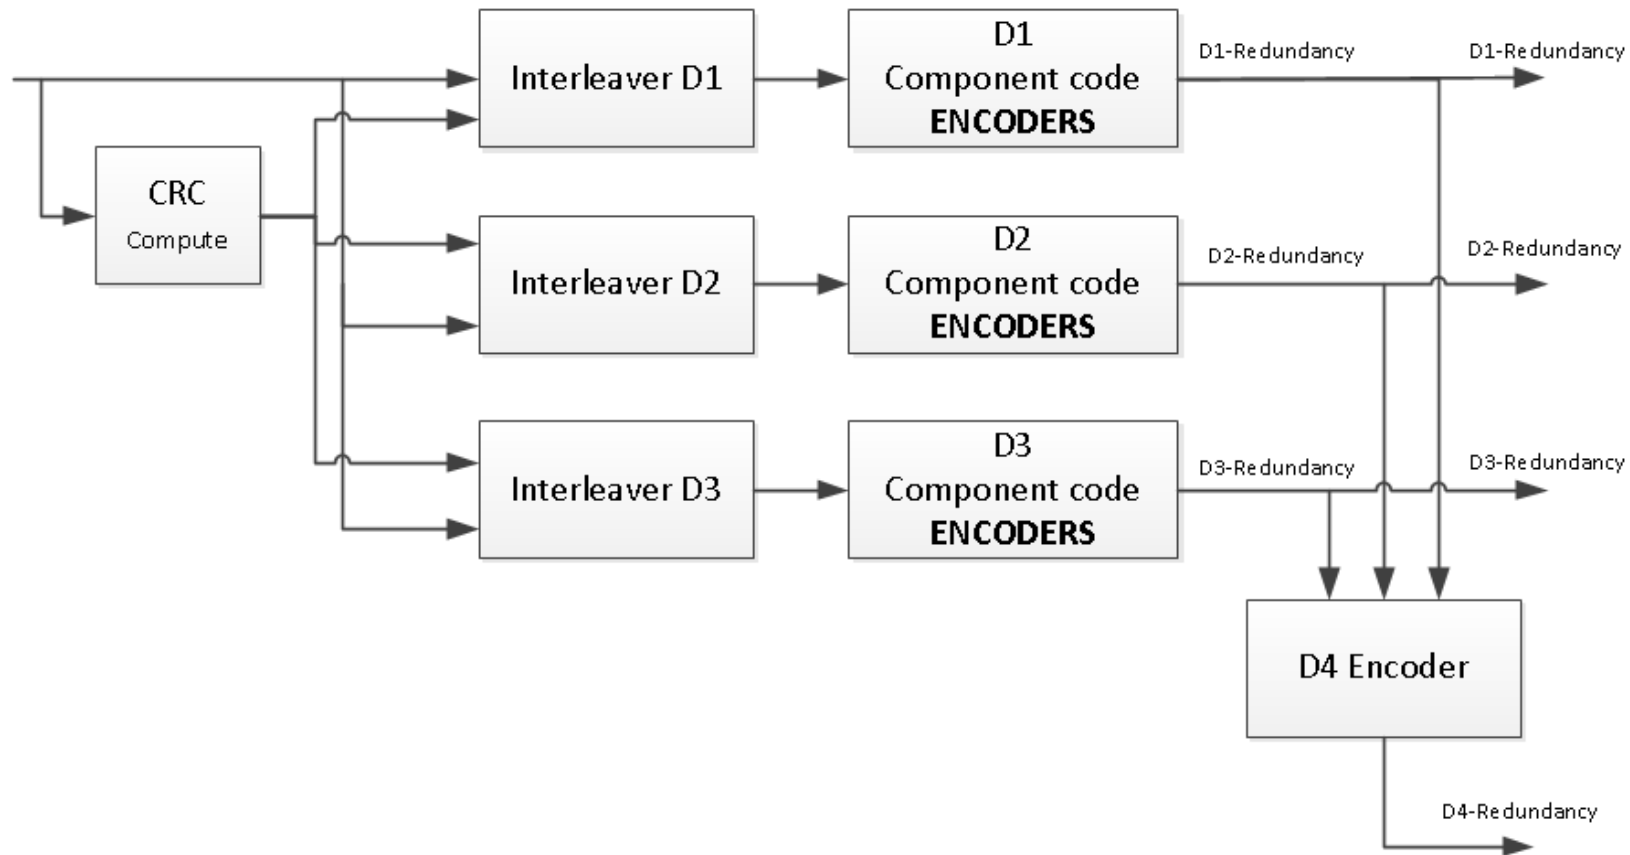 D1
Component code
ENCODERS
Interleaver D1
D1-Redundancy
D1-Redundancy
CRC
Compute
Interleaver D2
D2
Component code
ENCODERS
D2-Redundancy
D2-Redundancy
Interleaver D3
D3
Component code
ENCODERS
D3-Redundancy
D3-Redundancy
D4 Encoder
D4-Redundancy